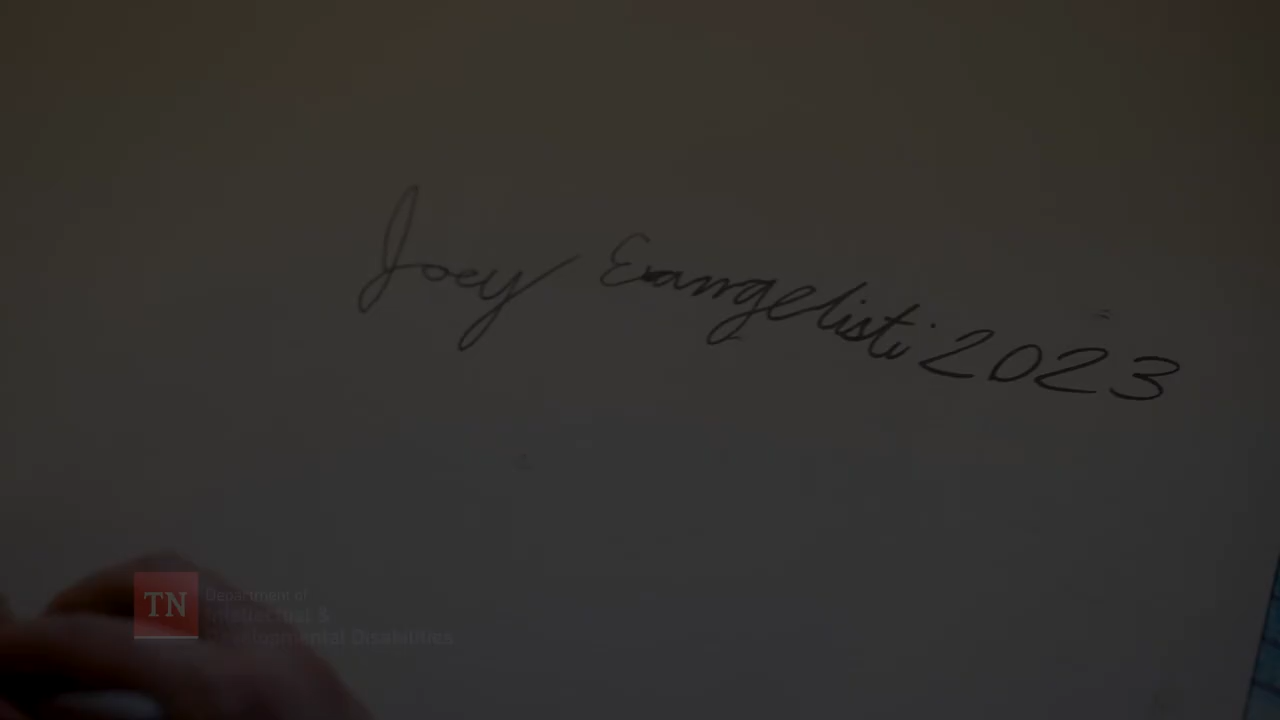 Joey Evangelisti 2023
TN
Department of
Intellectual &
Developmental Disabilities